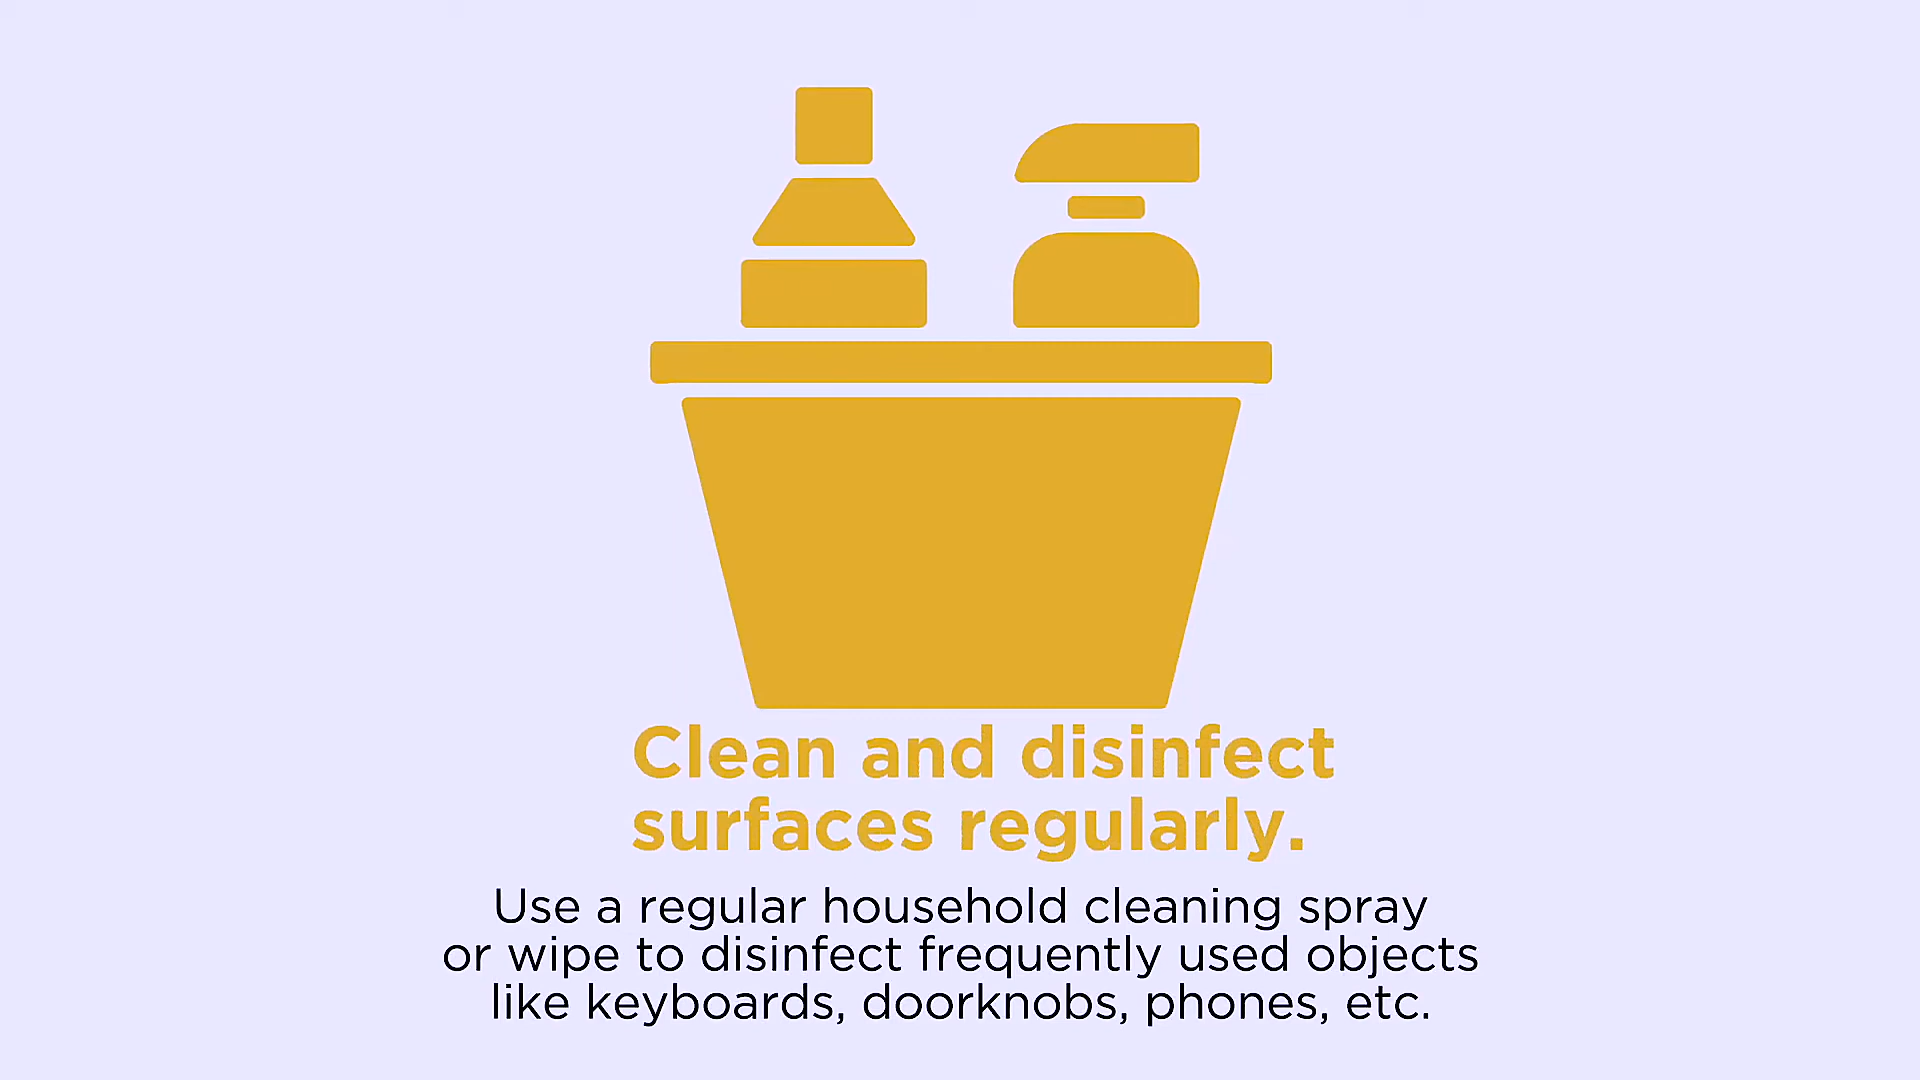 Clean and disinfect
surfaces regularly.
Use a regular household cleaning spray
or wipe to disinfect frequently used objects
like keyboards, doorknobs, phones, etc.